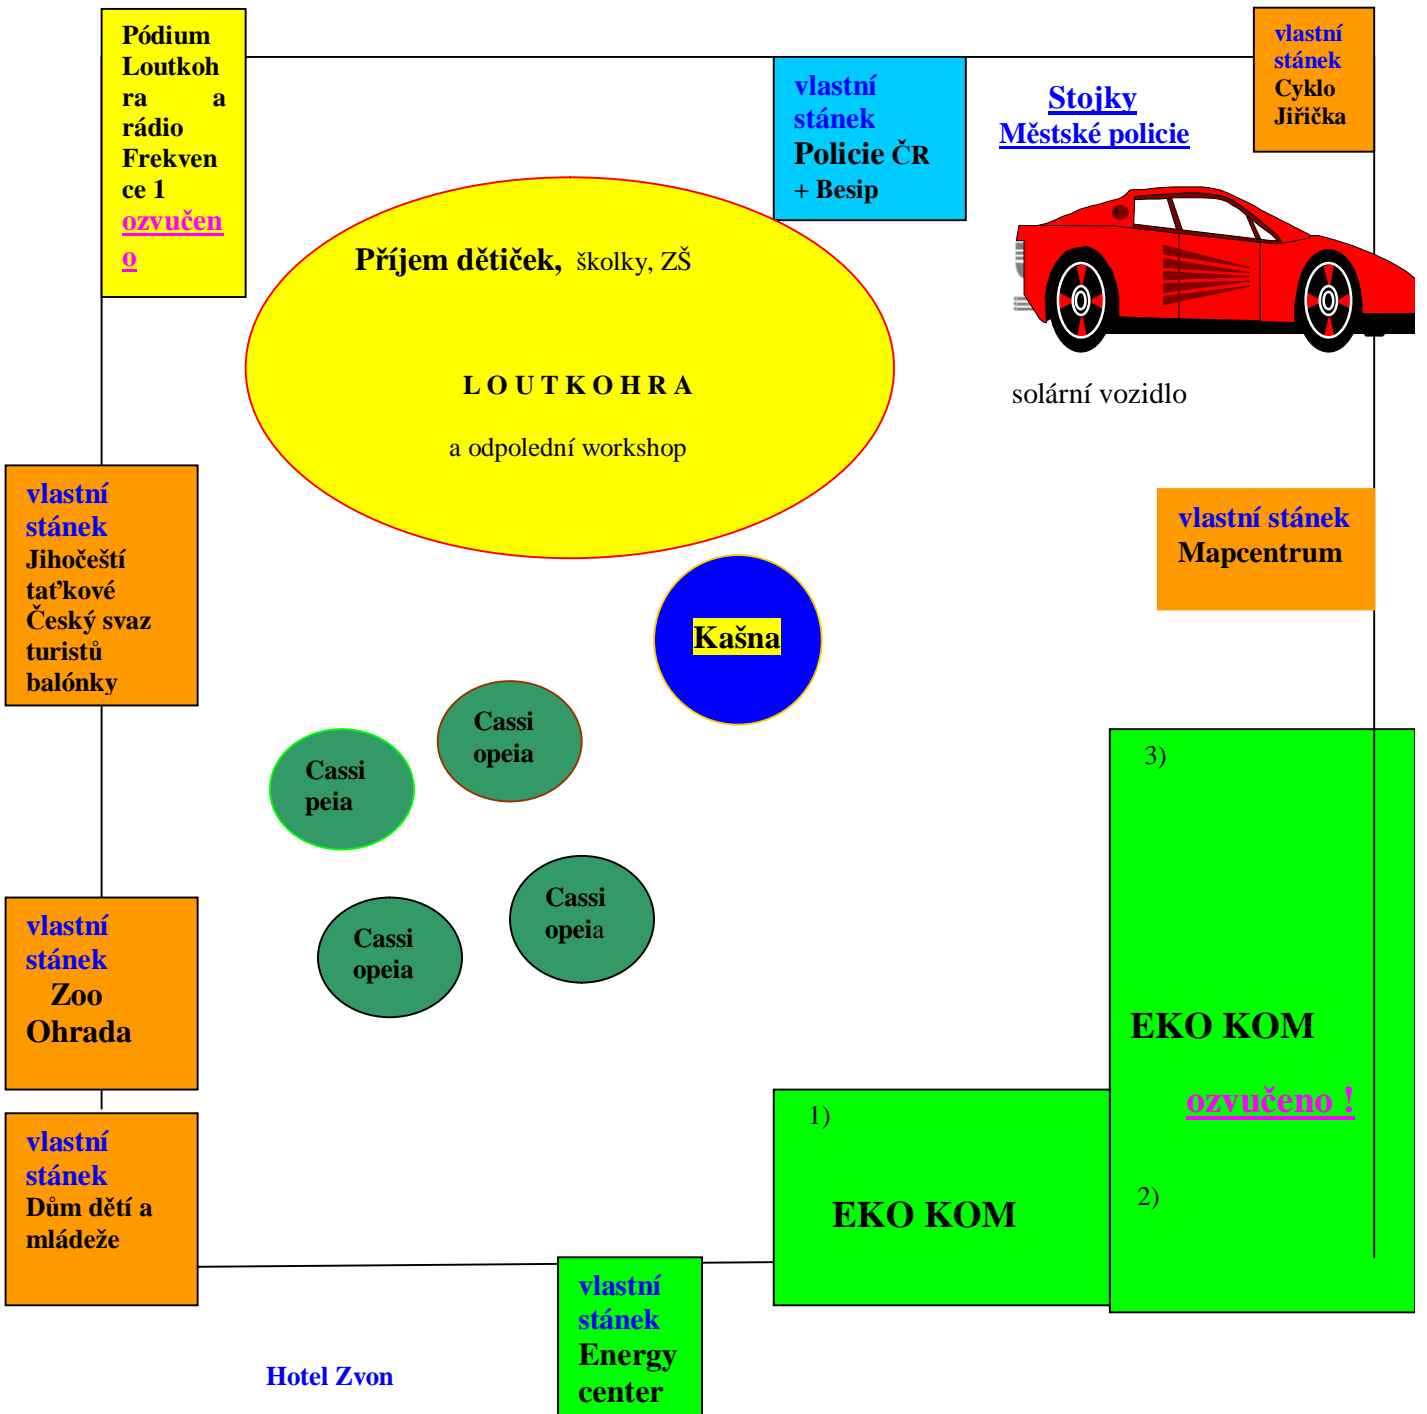 Pódium
Loutkoh
ra a
rádio
Frekven
ce 1
ozvučen
o
vlastní
stánek
Policie ČR
+ Besip
Stojky
Městské policie
vlastní
stánek
Cyklo
Jiřička
Příjem dětiček, školky, ZŠ
L O U T K O H R A
a odpolední workshop
solární vozidlo
vlastní
stánek
Jihočeští
taťkové
Český svaz
turistů
balónky
vlastní stánek
Mapcentrum
Kašna
Cassi
opeia
Cassi
peia
Cassi
opeia
Cassi
opeia
vlastní
stánek
Zoo
Ohrada
3)
EKO KOM
ozvučeno !
2)
1)
EKO KOM
vlastní
stánek
Dům dětí a
mládeže
vlastní
stánek
Energy
center
Hotel Zvon